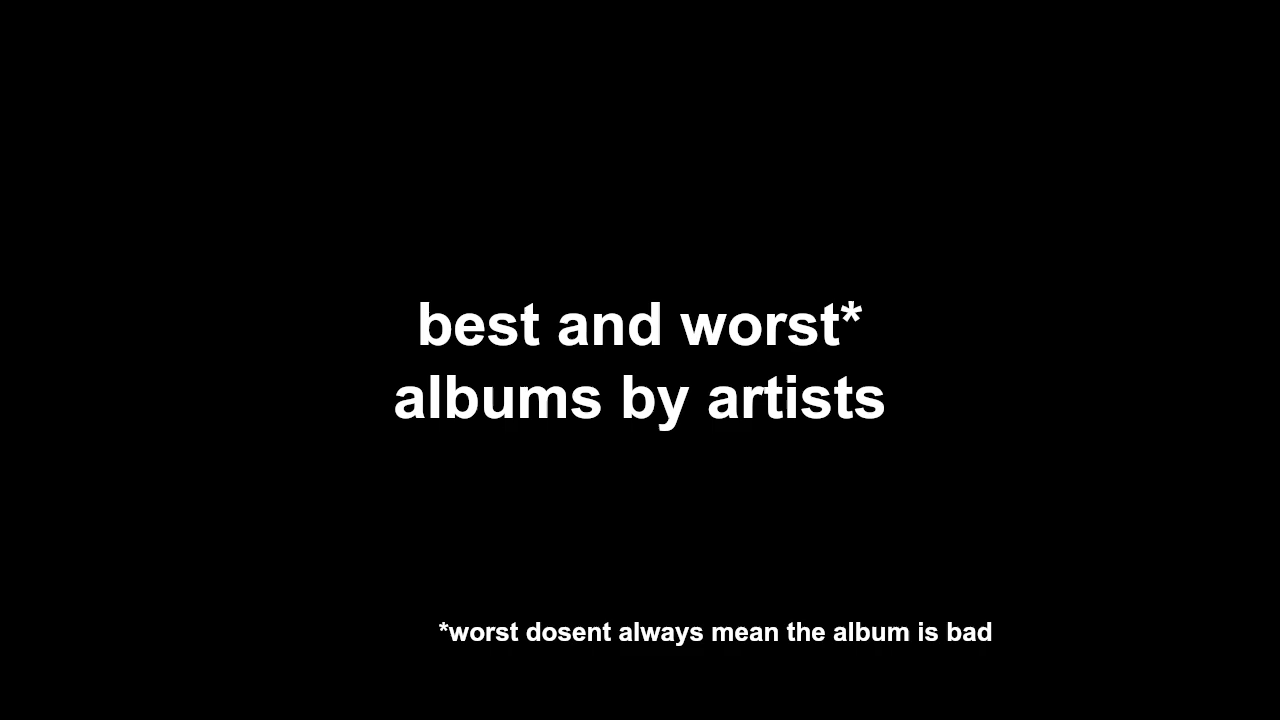 best and worst*
albums by artists
*worst dosent always mean the album is bad